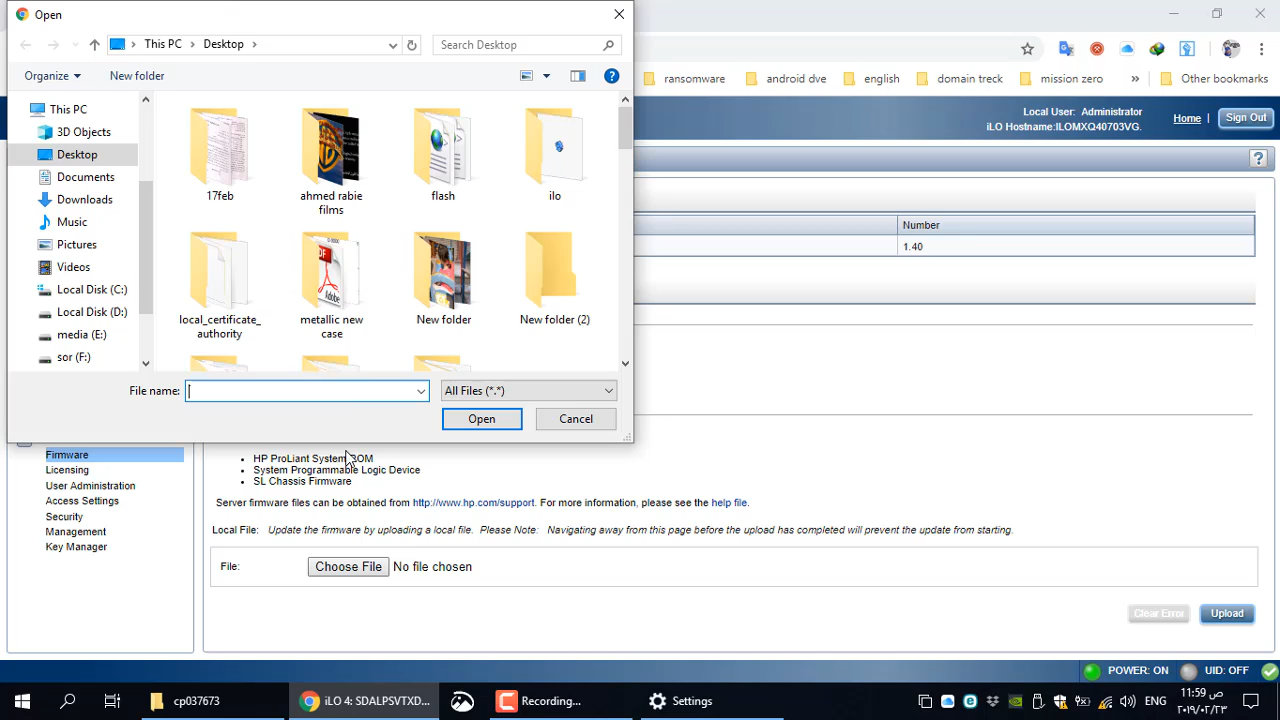 Open
This PC
Desktop
Search Desktop
Organize
New folder
ransomware
android dve
english
domain treck
mission zero
»
Other bookmarks
This PC
3D Objects
Desktop
Documents
Downloads
Music
Pictures
Videos
Local Disk (C:)
Local Disk (D:)
media (E:)
sor (F:)
17feb
ahmed rabie
films
flash
ilo
local_certificate_
authority
metallic new
case
New folder
New folder (2)
PDF
Adobe
File name:
All Files (*.*)
Open
Cancel
Local User: Administrator
iLO Hostname:ILOMXQ40703VG.
Home |
Sign Out
?
Number
1.40
Firmware
Licensing
User Administration
Access Settings
Security
Management
Key Manager
• HP ProLiant System ROM
• System Programmable Logic Device
• SL Chassis Firmware
Server firmware files can be obtained from http://www.hp.com/support. For more information, please see the help file.
Local File: Update the firmware by uploading a local file. Please Note: Navigating away from this page before the upload has completed will prevent the update from starting.
File:
Choose File No file chosen
Clear Error
Upload
POWER: ON
UID: OFF
cp037673
iLO 4: SDALPSVTXD...
Recording...
Settings
ENG
11:59 ص
٢٠١٩/٠٢/٢٣